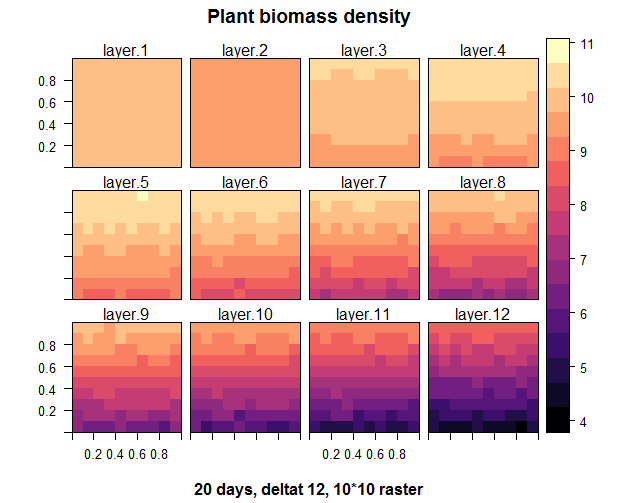 Plant biomass density
layer.1 layer.2 layer.3 layer.4
0.8
0.6
0.4
0.2
layer.5 layer.6 layer.7 layer.8
layer.9 layer.10 layer.11 layer.12
0.8
0.6
0.4
0.2
0.2 0.4 0.6 0.8 0.2 0.4 0.6 0.8
11
10
9
8
7
6
5
4
20 days, deltat 12, 10*10 raster